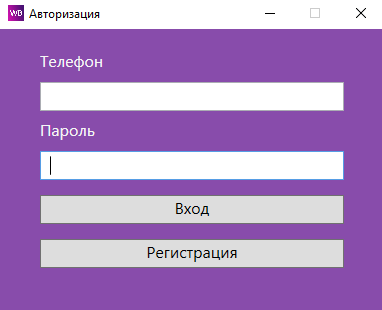 WB Авторизация
Телефон
Пароль
Вход
Регистрация